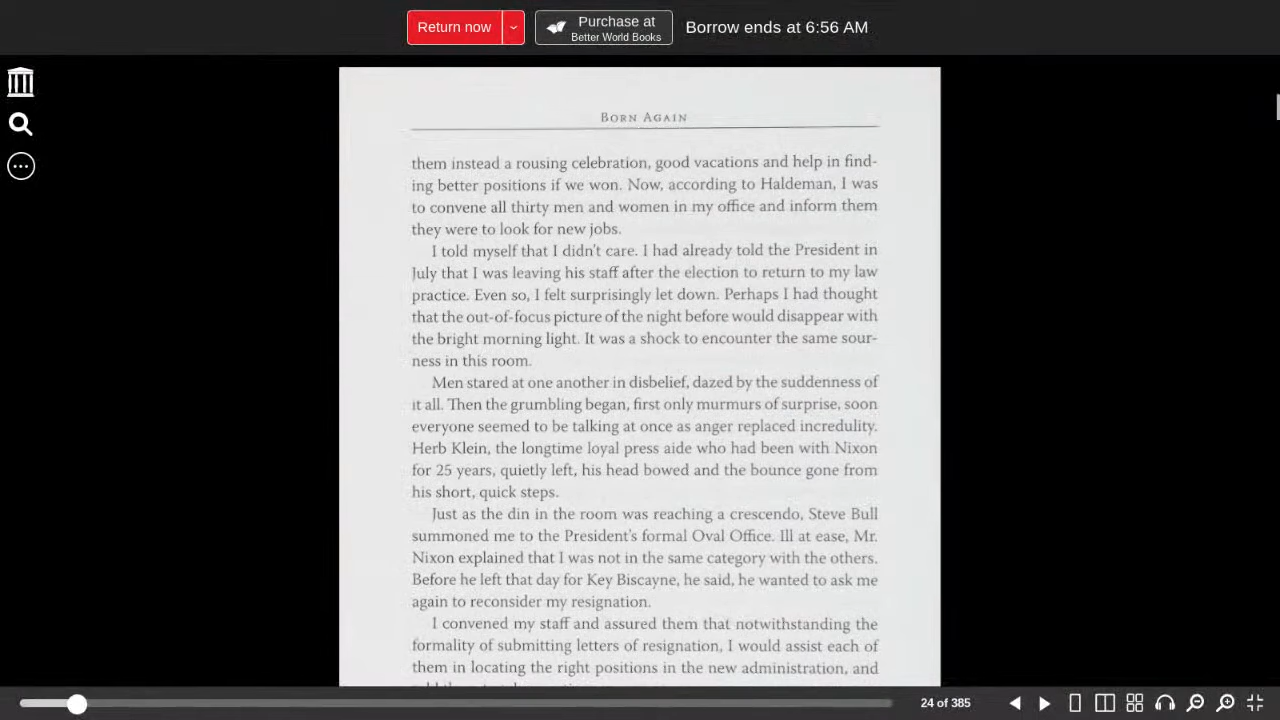 Return now
Purchase at
Better World Books
Borrow ends at 6:56 AM
BORN AGAIN
them instead a rousing celebration, good vacations and help in find-
ing better positions if we won. Now, according to Haldeman, I was
to convene all thirty men and women in my office and inform them
they were to look for new jobs.
I told myself that I didn't care. I had already told the President in
July that I was leaving his staff after the election to return to my law
practice. Even so, I felt surprisingly let down. Perhaps I had thought
that the out-of-focus picture of the night before would disappear with
the bright morning light. It was a shock to encounter the same sour-
ness in this room.
Men stared at one another in disbelief, dazed by the suddenness of
it all. Then the grumbling began, first only murmurs of surprise, soon
everyone seemed to be talking at once as anger replaced incredulity.
Herb Klein, the longtime loyal press aide who had been with Nixon
for 25 years, quietly left, his head bowed and the bounce gone from
his short, quick steps.
Just as the din in the room was reaching a crescendo, Steve Bull
summoned me to the President's formal Oval Office. Ill at ease, Mr.
Nixon explained that I was not in the same category with the others.
Before he left that day for Key Biscayne, he said, he wanted to ask me
again to reconsider my resignation.
I convened my staff and assured them that notwithstanding the
formality of submitting letters of resignation, I would assist each of
them in locating the right positions in the new administration, and
24 of 385